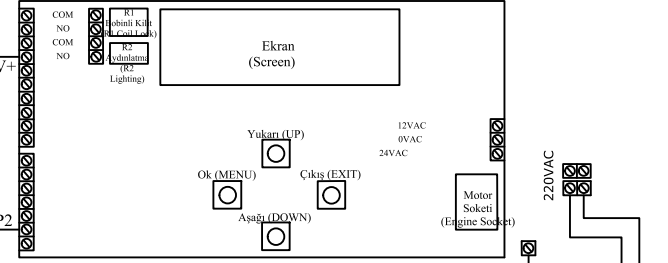 COM
NO
COM
NO
R1
Bobinli Kilit
(R1 Coil Lock)
R2
Aydınlatma
(R2
Lighting)
Ekran
(Screen)
V+
12VAC
0VAC
24VAC
Yukarı (UP)
Ok (MENU)
Çıkış (EXIT)
Aşağı (DOWN)
Motor
Soketi
(Engine Socket)
220VAC
P2